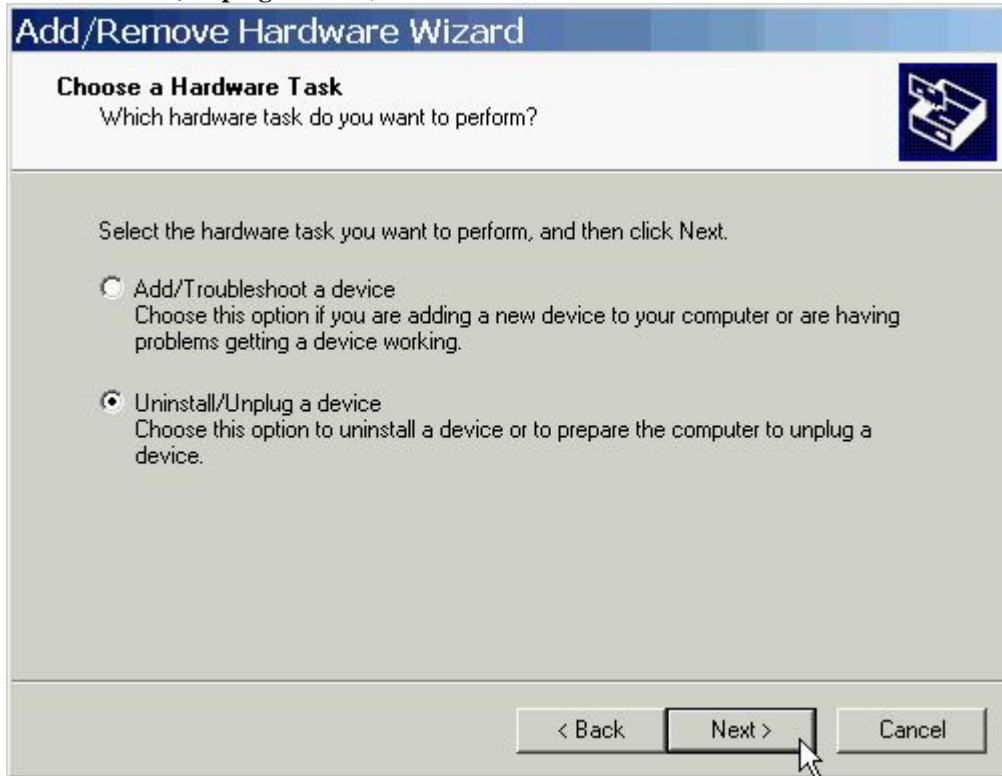 Add/Remove Hardware Wizard
Choose a Hardware Task
Which hardware task do you want to perform?
Select the hardware task you want to perform, and then click Next.
Add/Troubleshoot a device
Choose this option if you are adding a new device to your computer or are having
problems getting a device working.
Uninstall/Unplug a device
Choose this option to uninstall a device or to prepare the computer to unplug a
device.
< Back Next > Cancel